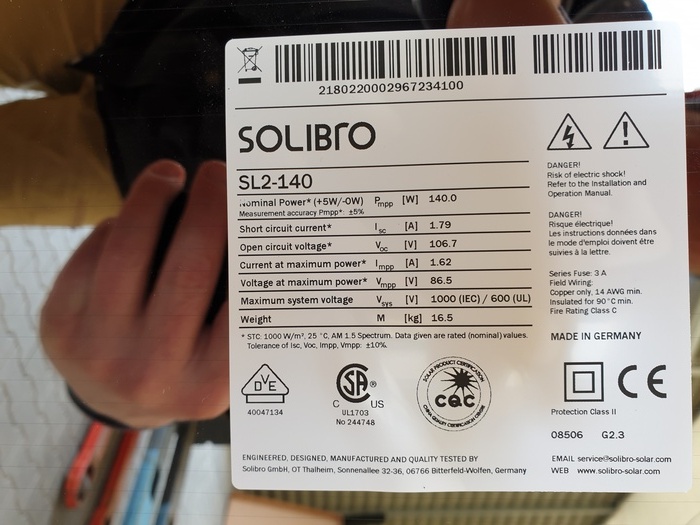 2180220002967234100
SOLIBRO
SL2-140
Nominal Power* (+5W/-0W) Pmpp [W] 140.0
Measurement accuracy Pmpp*: ±5%
Short circuit current* Isc [A] 1.79
Open circuit voltage* Voc [V] 106.7
Current at maximum power* Impp [A] 1.62
Voltage at maximum power* Vmpp [V] 86.5
Maximum system voltage Vsys [V] 1000 (IEC) / 600 (UL)
Weight M [kg] 16.5
* STC: 1000 W/m², 25 °C, AM 1.5 Spectrum. Data given are rated (nominal) values.
Tolerance of Isc, Voc, Impp, Vmpp: ±10%.
DVE
40047134
SA®
C US
UL1703
No 244748
SOLAR PRODUCT CERTIFICATION
CQC
CHINA QUALITY CERTIFICATION CENTRE
ENGINEERED, DESIGNED, MANUFACTURED AND QUALITY TESTED BY
Solibro GmbH, OT Thalheim, Sonnenallee 32-36, 06766 Bitterfeld-Wolfen, Germany
DANGER!
Risk of electric shock!
Refer to the Installation and
Operation Manual.
DANGER!
Risque électrique!
Les instructions données dans
le mode d'emploi doivent être
suivies à la lettre.
Series Fuse: 3 A
Field Wiring:
Copper only, 14 AWG min.
Insulated for 90°C min.
Fire Rating Class C
MADE IN GERMANY
CE
Protection Class II
08506 G2.3
EMAIL service@solibro-solar.com
WEB www.solibro-solar.com